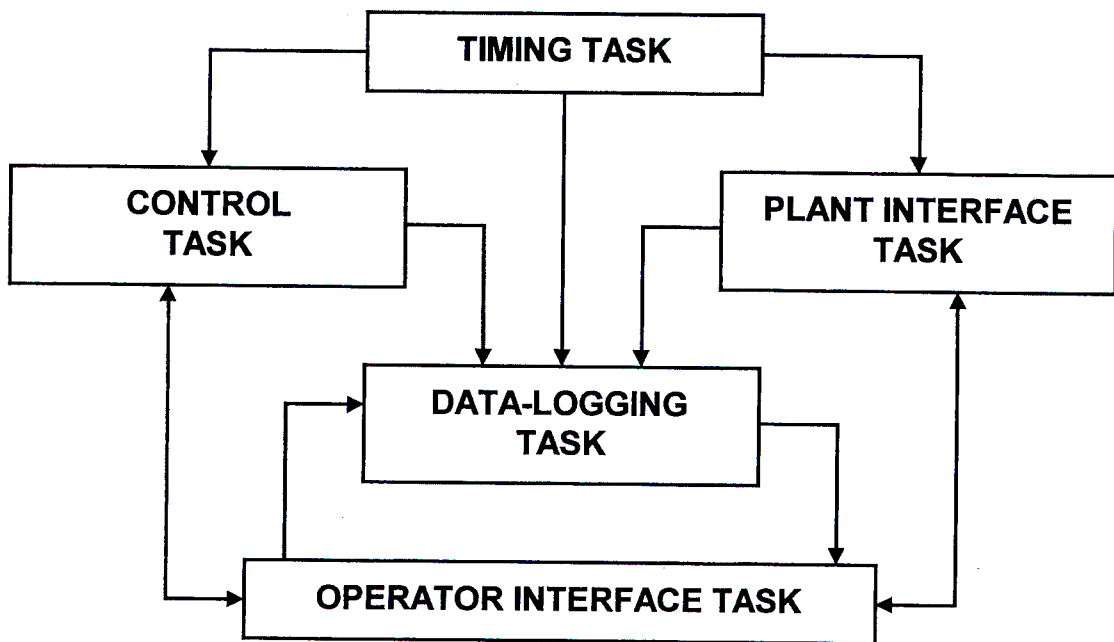 TIMING TASK
CONTROL
TASK
PLANT INTERFACE
TASK
DATA-LOGGING
TASK
OPERATOR INTERFACE TASK